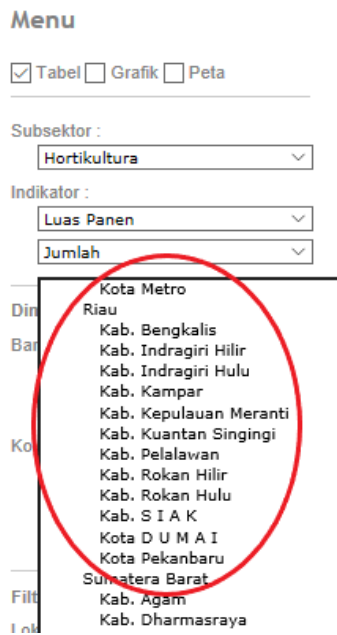 Menu
Tabel Grafik Peta
Subsektor :
Hortikultura
Indikator :
Luas Panen
Jumlah
Kota Metro
Riau
Kab. Bengkalis
Kab. Indragiri Hilir
Kab. Indragiri Hulu
Kab. Kampar
Kab. Kepulauan Meranti
Kab. Kuantan Singingi
Kab. Pelalawan
Kab. Rokan Hilir
Kab. Rokan Hulu
Kab. S I A K
Kota D U M A I
Kota Pekanbaru
Sumatera Barat
Kab. Agam
Kab. Dharmasraya